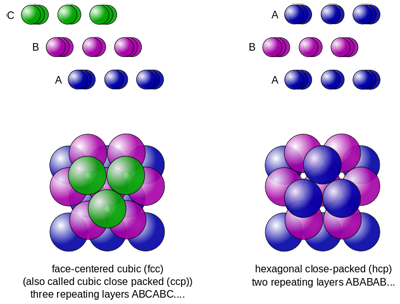 C
A
B
B
A
A
face-centered cubic (fcc)
(also called cubic close packed (ccp))
three repeating layers ABCABC....
hexagonal close-packed (hcp)
two repeating layers ABABAB...